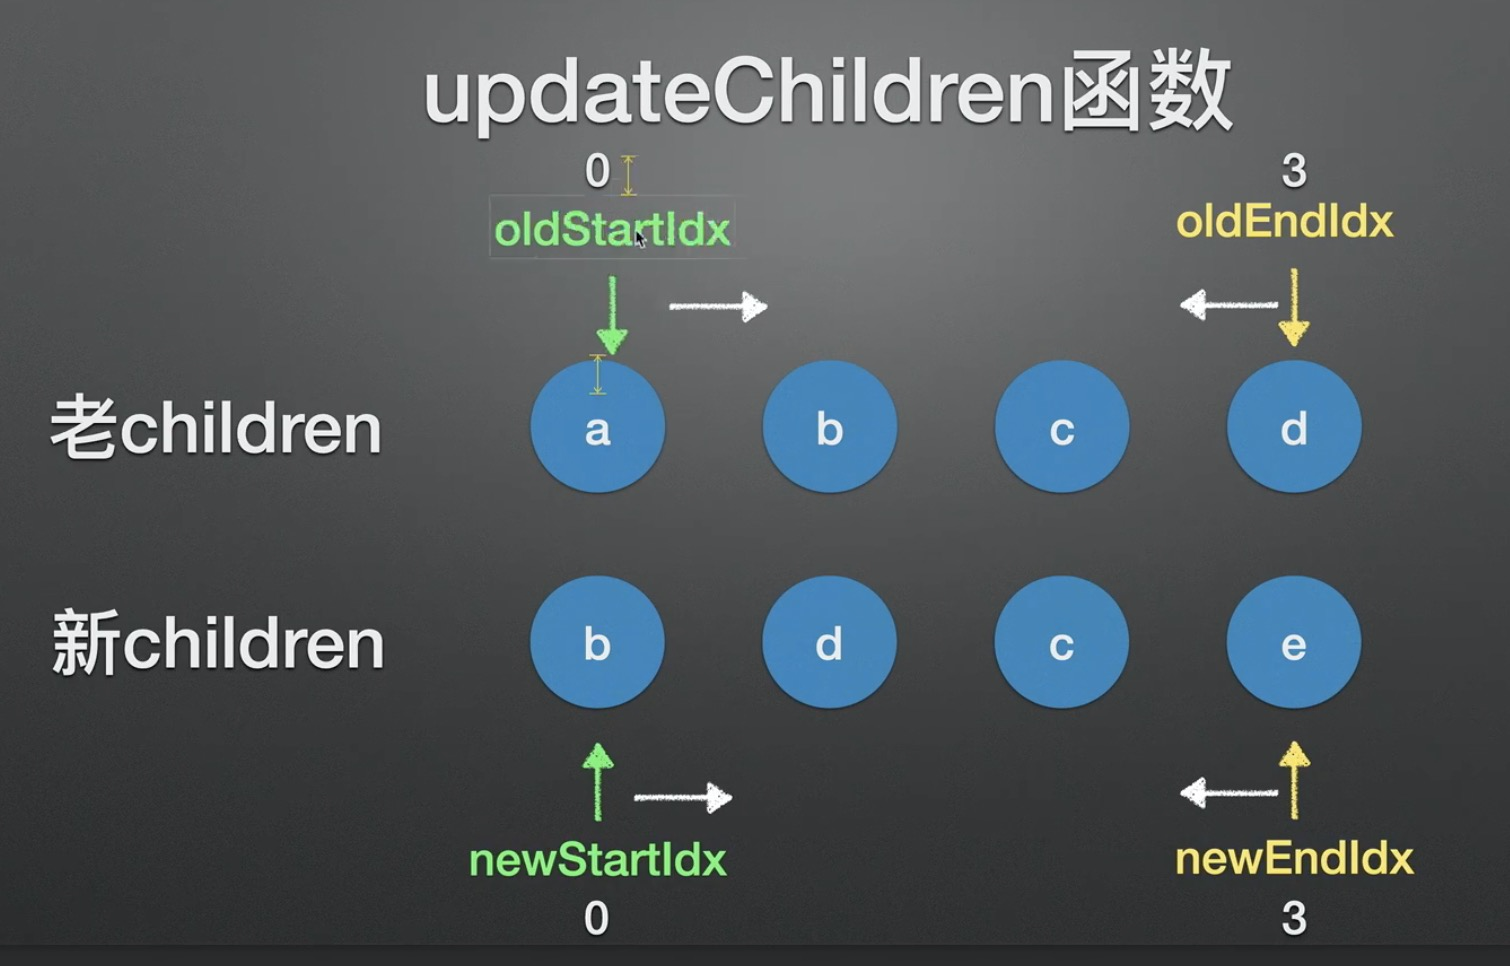 updateChildren函数
0 3
oldStartIdx oldEndIdx
老children a b c d
新children b d c e
newStartIdx newEndIdx
0 3